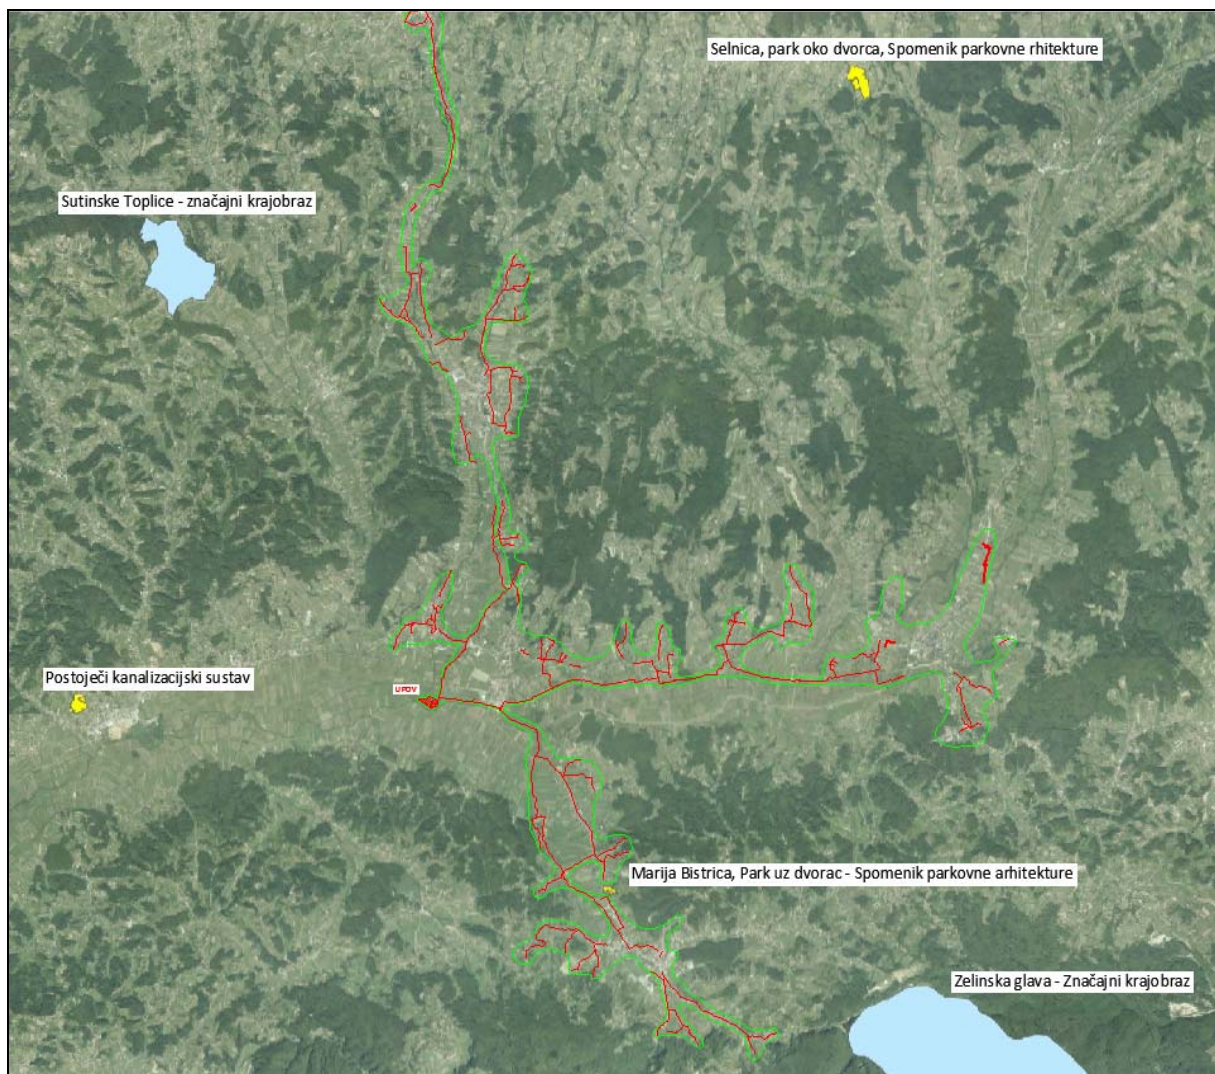 Selnica, park oko dvorca, Spomenik parkovne rhitekture
Sutinske Toplice - značajni krajobraz
Postoječi kanalizacijski sustav
UPOV
Marija Bistrica, Park uz dvorac - Spomenik parkovne arhitekture
Zelinska glava - Značajni krajobraz